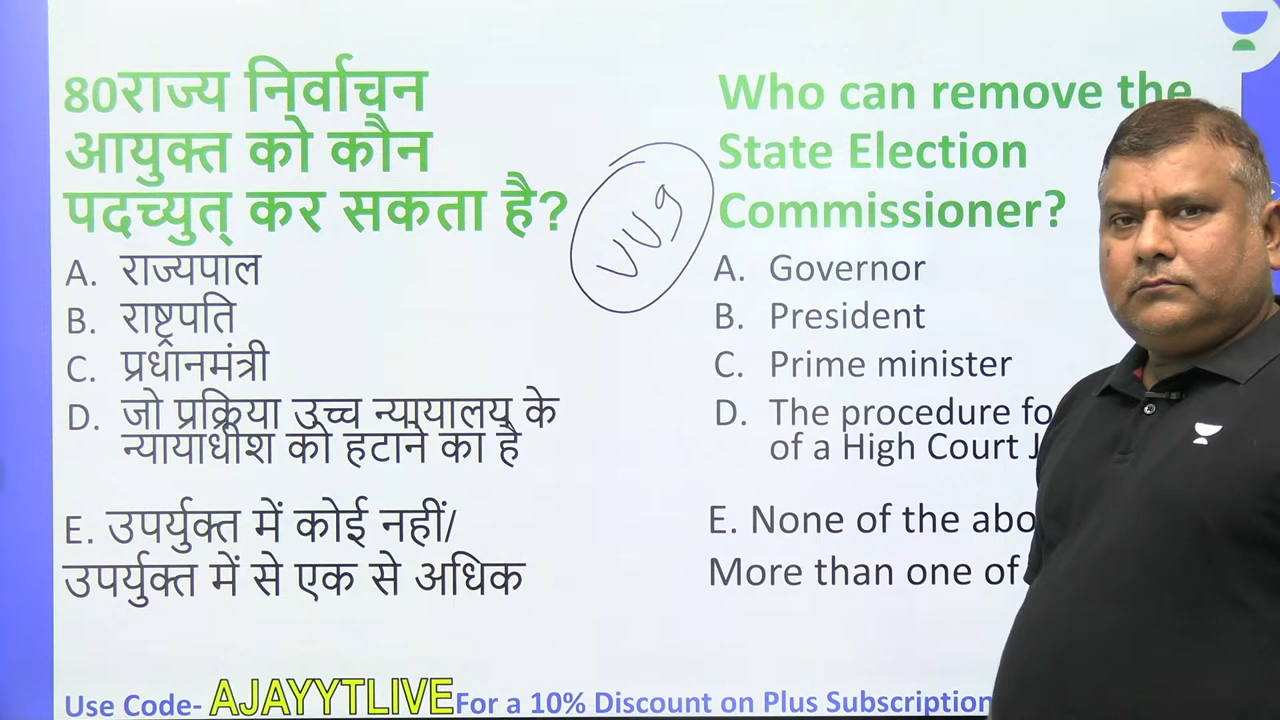 80राज्य निर्वाचन
आयुक्त को कौन
पदच्युत् कर सकता है?
A. राज्यपाल
B. राष्ट्रपति
C. प्रधानमंत्री
D. जो प्रक्रिया उच्च न्यायालय के
न्यायाधीश को हटाने का है
E. उपर्युक्त में कोई नहीं/
उपर्युक्त में से एक से अधिक
Who can remove the
State Election
Commissioner?
A. Governor
B. President
C. Prime minister
D. The procedure fo
of a High Court J
E. None of the abo
More than one of
Use Code- AJAYYTLIVE For a 10% Discount on Plus Subscription